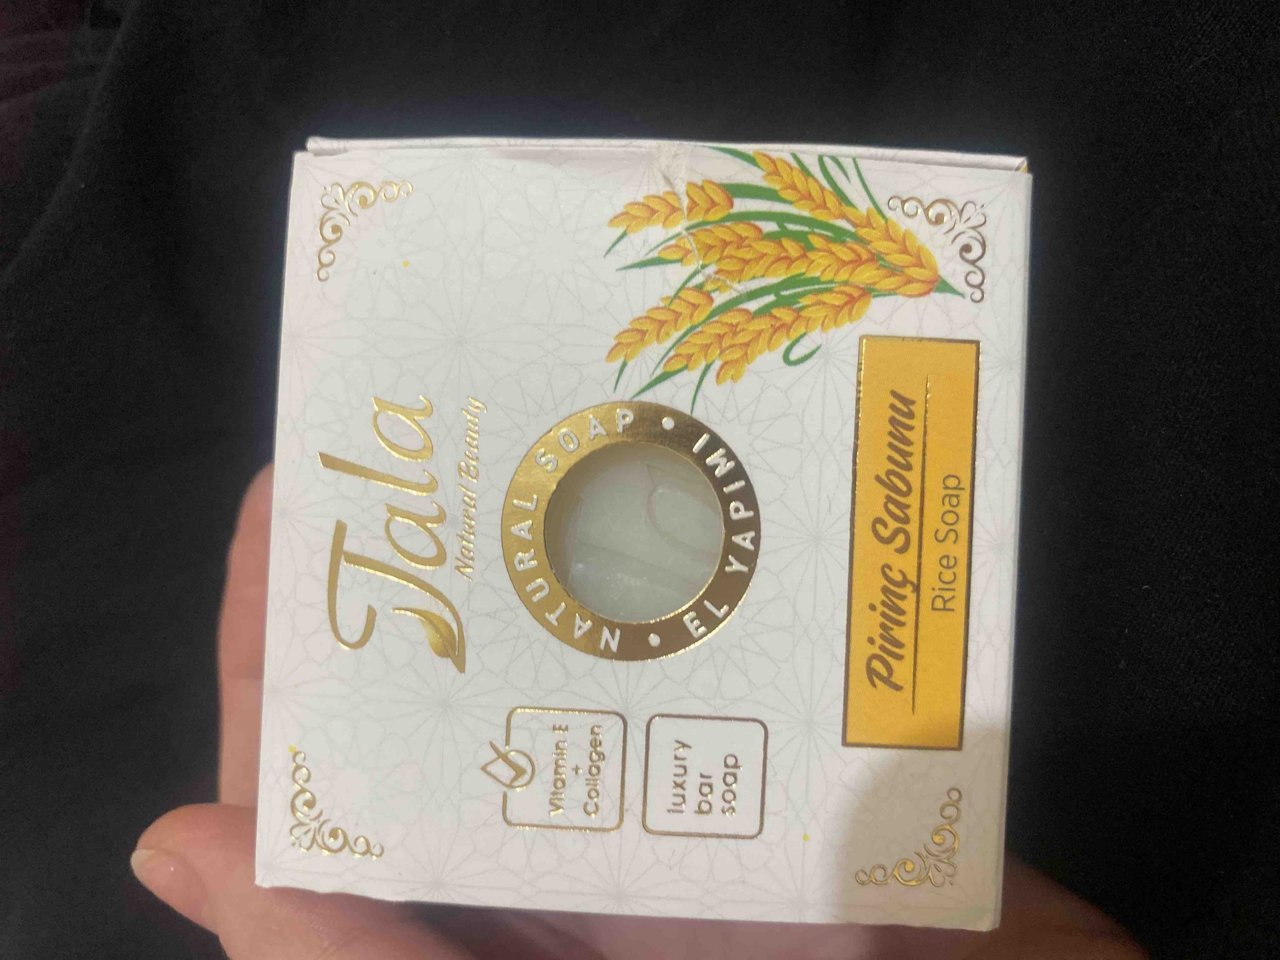 Tala
Natural Beauty
NATURAL SOAP • EL YAPIMI •
Vitamin E
+
Collagen
luxury
bar
soap
Pirinç Sabunu
Rice Soap